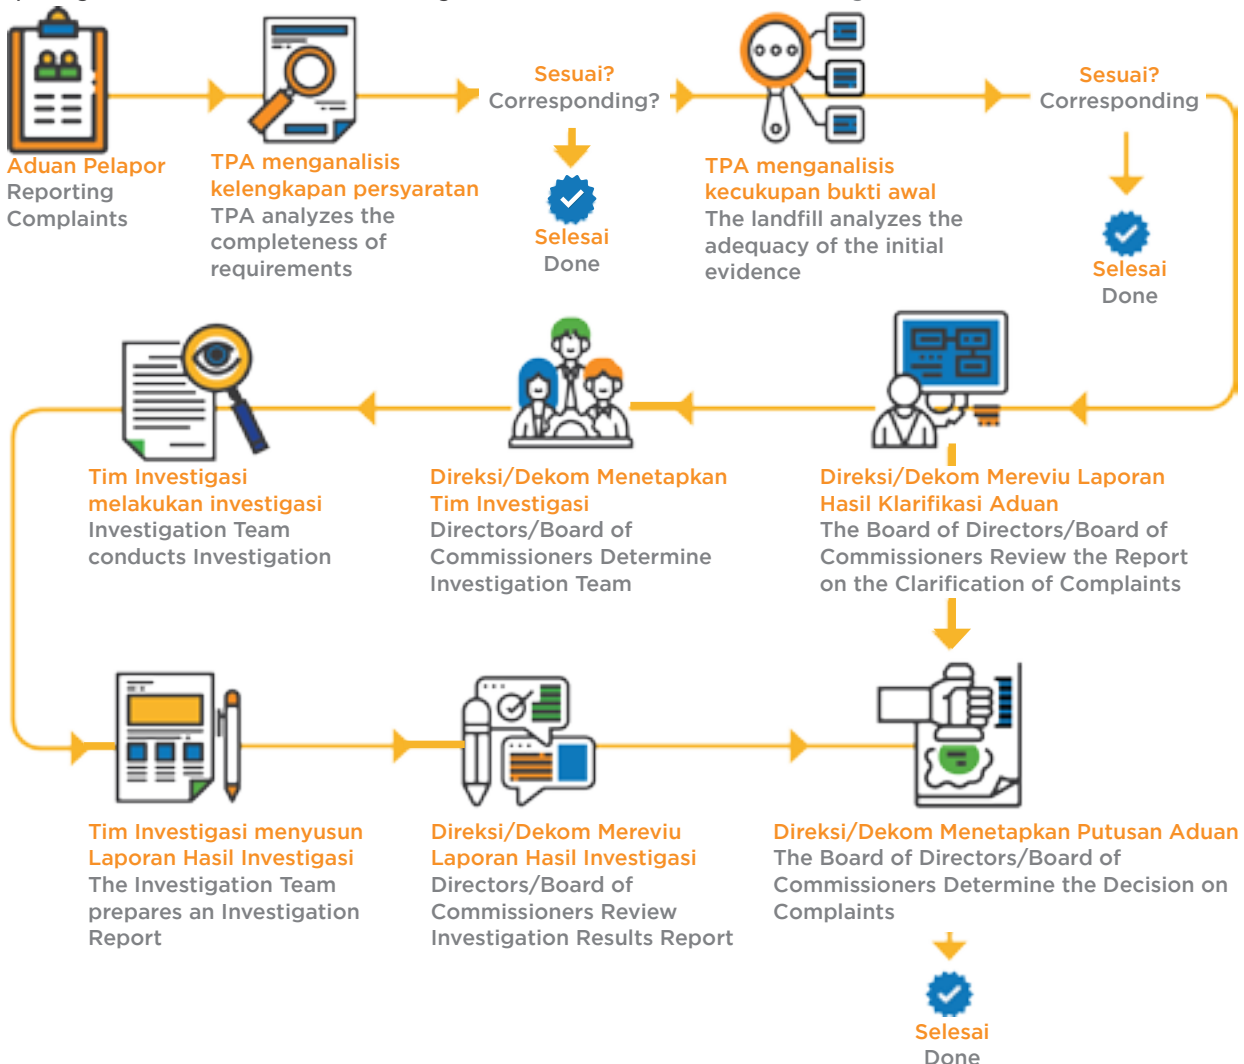 Aduan Pelapor
Reporting
Complaints
TPA menganalisis
kelengkapan persyaratan
TPA analyzes the
completeness of
requirements
Sesuai?
Corresponding?
Selesai
Done
TPA menganalisis
kecukupan bukti awal
The landfill analyzes the
adequacy of the initial
evidence
Sesuai?
Corresponding
Selesai
Done
Direksi/Dekom Mereviu Laporan
Hasil Klarifikasi Aduan
The Board of Directors/Board of
Commissioners Review the Report
on the Clarification of Complaints
Direksi/Dekom Menetapkan
Tim Investigasi
Directors/Board of
Commissioners Determine
Investigation Team
Tim Investigasi
melakukan investigasi
Investigation Team
conducts Investigation
Tim Investigasi menyusun
Laporan Hasil Investigasi
The Investigation Team
prepares an Investigation
Report
Direksi/Dekom Mereviu
Laporan Hasil Investigasi
Directors/Board of
Commissioners Review
Investigation Results Report
Direksi/Dekom Menetapkan Putusan Aduan
The Board of Directors/Board of
Commissioners Determine the Decision on
Complaints
Selesai
Done